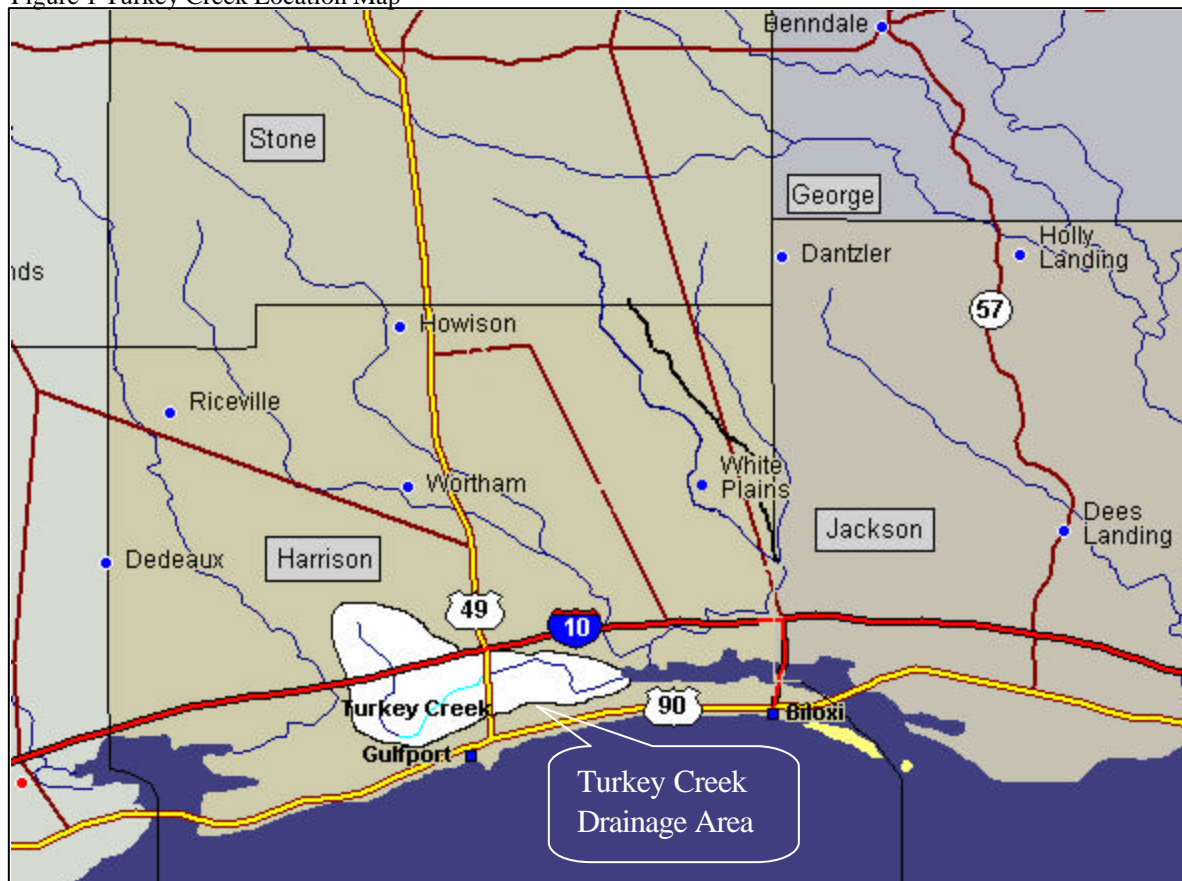 Figure 1 Turkey Creek Location Map
Benndale
Stone
George
nds
Dantzler
Holly
Landing
57
Howison
Riceville
Wortham
White
Plains
Dees
Landing
Jackson
Dedeaux
Harrison
49
10
Turkey Creek
90
Biloxi
Gulfport
Turkey Creek
Drainage Area